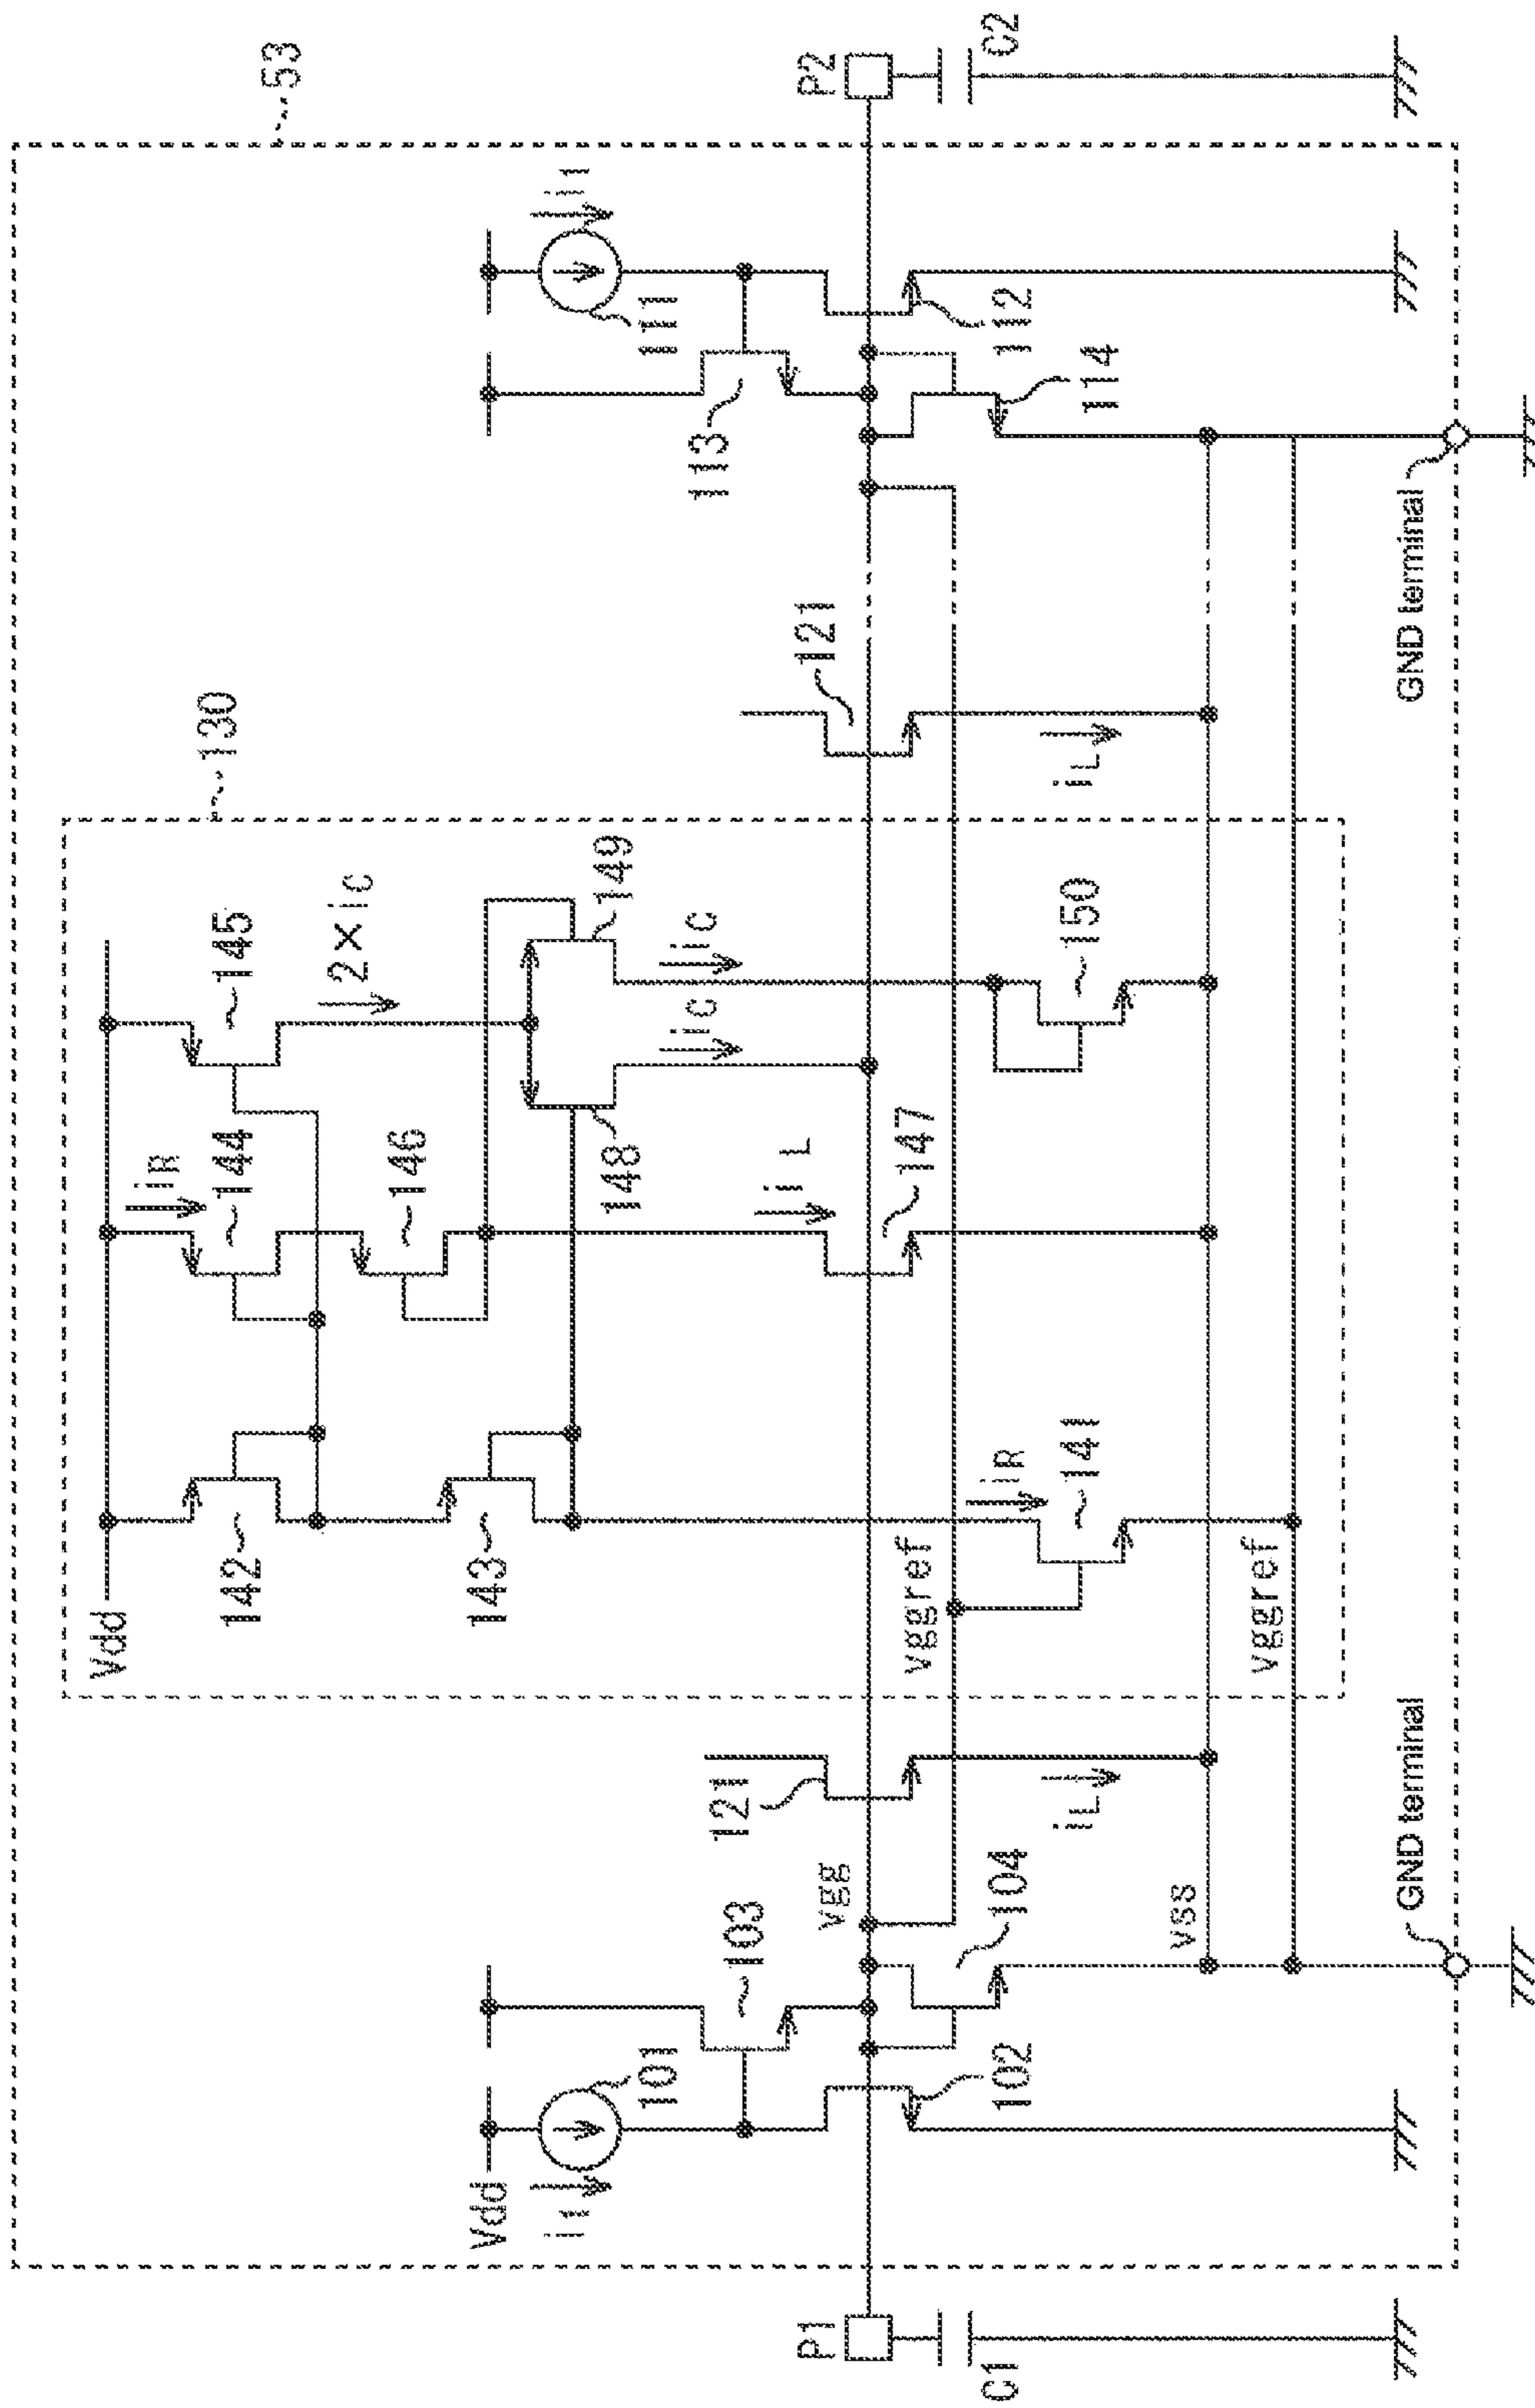 53
130
Vdd
iR
144
145
2×ic
142
146
149
143
148
ic
ic
Vdd
i1
101
103
113
111
i1
P1
C1
vgg
121
iL
147
121
P2
C2
102
104
iL
vggref
iR
141
150
iL
114
112
vss
vggref
GND terminal
GND terminal